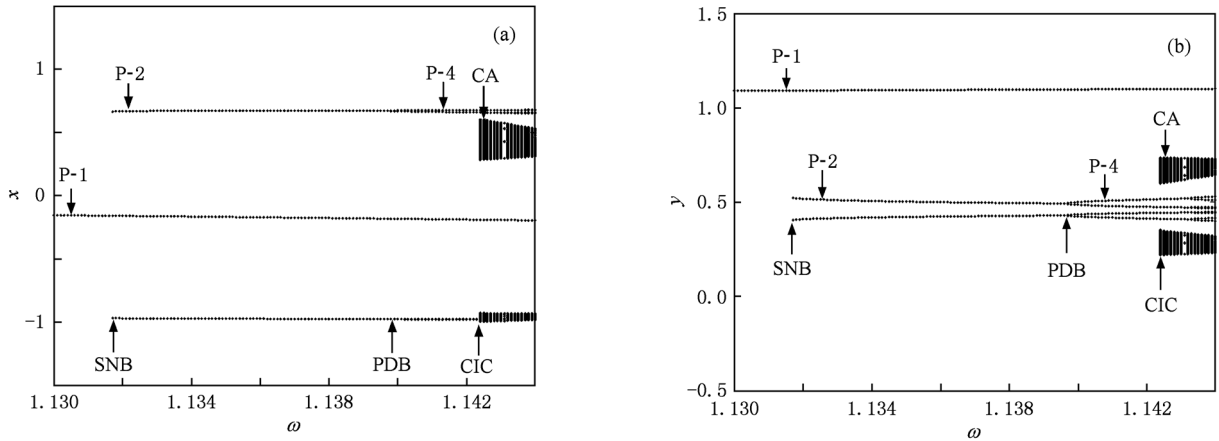 (a)
P-2
P-4
CA
1
P-1
0
x
-1
SNB
PDB
CIC
1.130
1.134
1.138
1.142
ω
1.5
(b)
P-1
1.0
CA
P-2
P-4
0.5
y
SNB
PDB
CIC
0.0
-0.5
1.130
1.134
1.138
1.142
ω